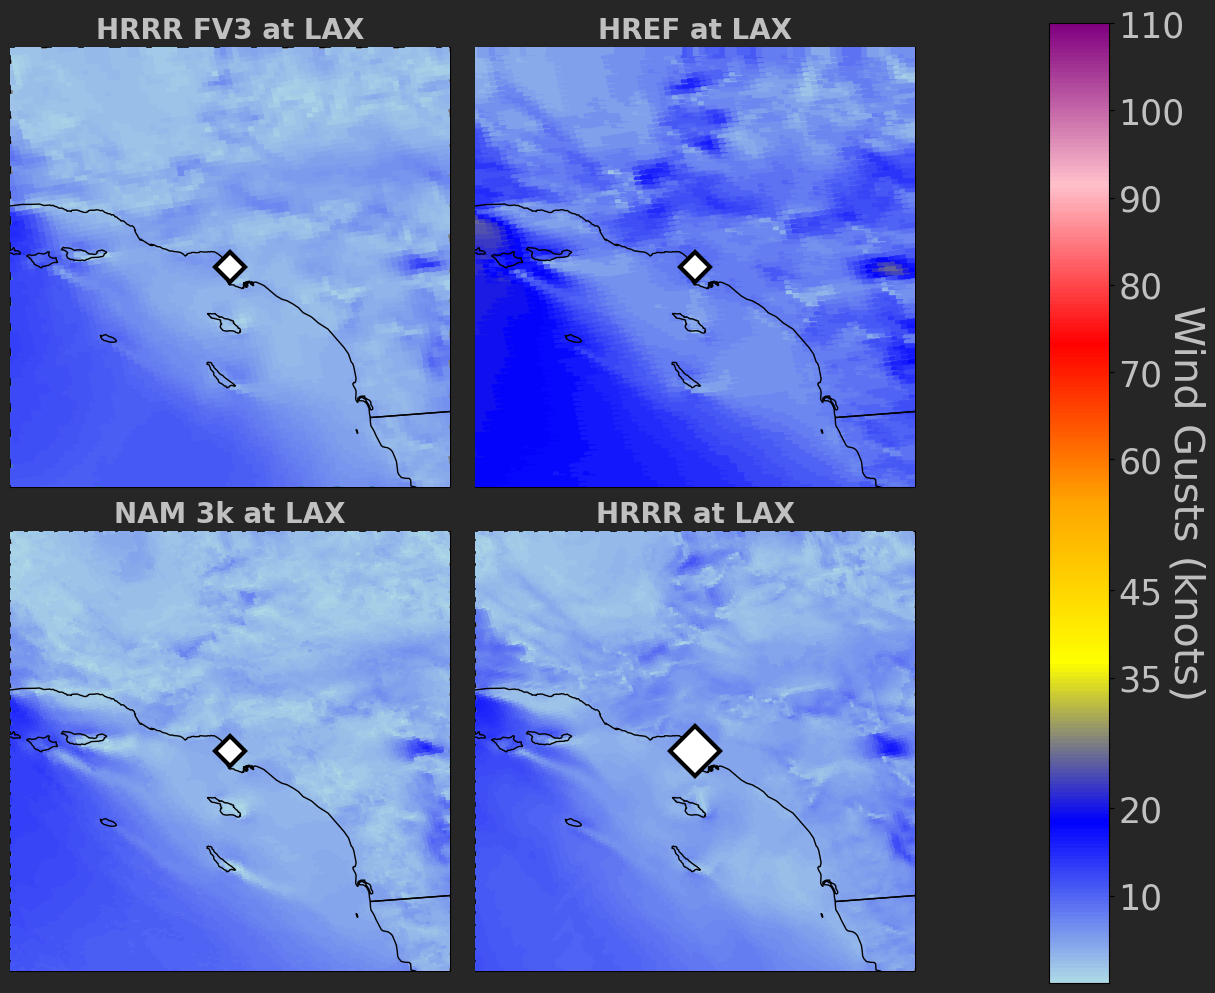 HRRR FV3 at LAX
HREF at LAX
NAM 3k at LAX
HRRR at LAX
110
100
90
80
70
60
45
35
20
10
Wind Gusts (knots)